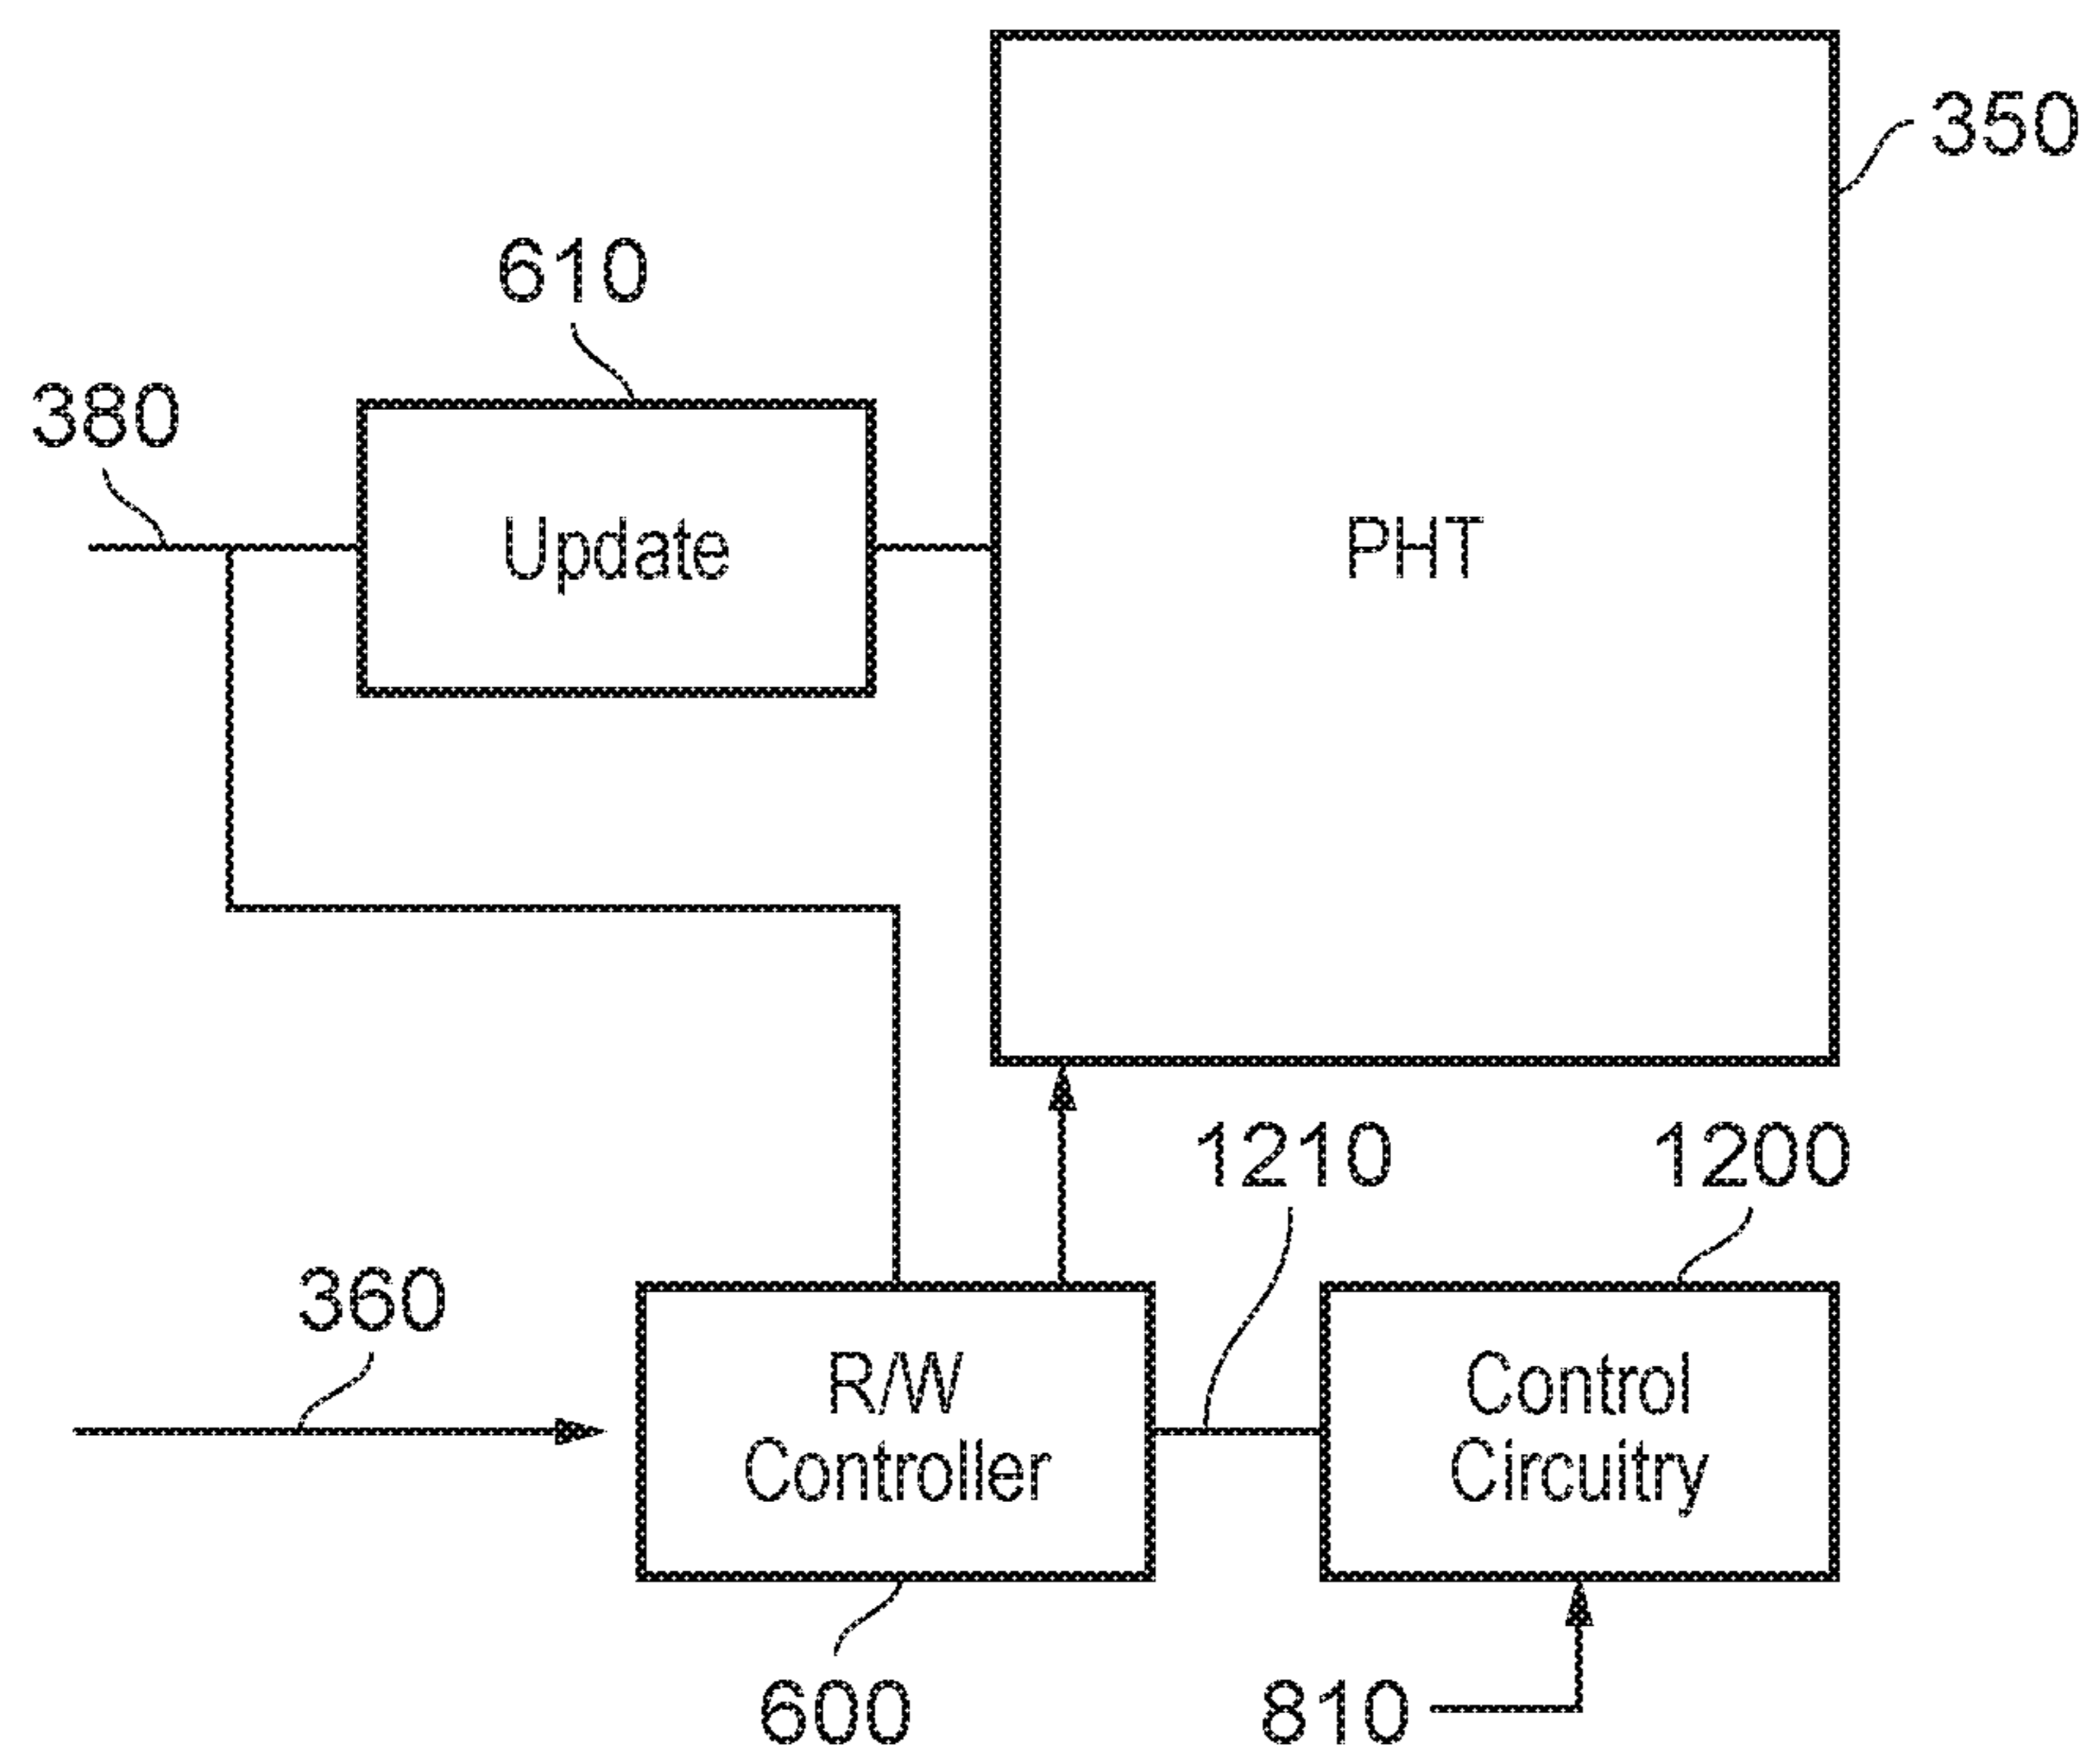 350
610
380
Update
PHT
1210
1200
360
R/W
Controller
Control
Circuitry
600
810